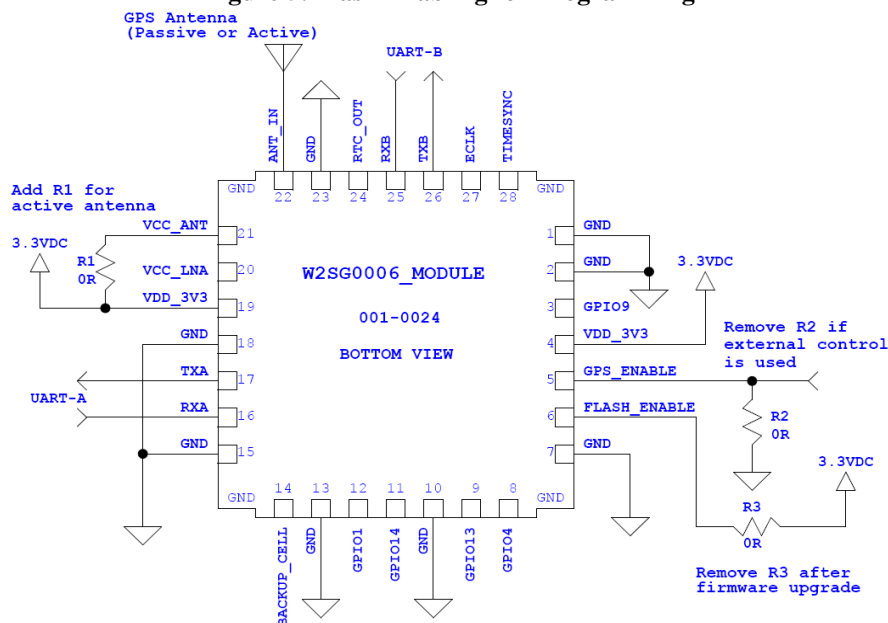 GPS Antenna
(Passive or Active)
UART-B
ANT_IN
GND
RTC_OUT
RXB
TXB
ECLK
TIMESYNC
GND
22
23
24
25
26
27
28
GND
Add R1 for
active antenna
3.3VDC
R1
0R
VCC_ANT
21
VCC_LNA
20
VDD_3V3
19
GND
18
TXA
17
UART-A
RXA
16
GND
15
W2SG0006_MODULE
001-0024
BOTTOM VIEW
1
GND
2
GND
3
GPIO9
4
VDD_3V3
5
GPS_ENABLE
6
FLASH_ENABLE
7
GND
3.3VDC
Remove R2 if
external control
is used
R2
0R
3.3VDC
R3
0R
Remove R3 after
firmware upgrade
GND
14
13
12
11
10
9
8
GND
BACKUP_CELL
GND
GPIO1
GPIO14
GND
GPIO13
GPIO4